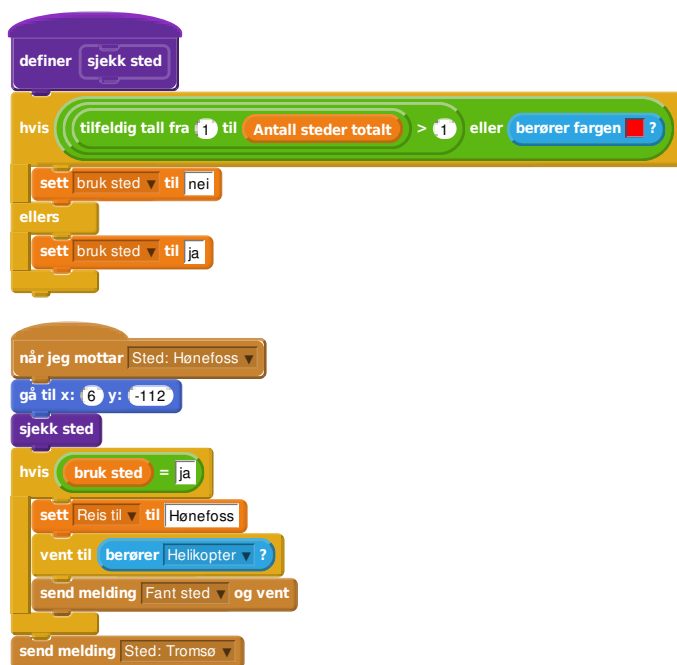 definer sjekk sted
hvis tilfeldig tall fra 1 til Antall steder totalt > 1 eller berører fargen ?
sett bruk sted til nei
ellers
sett bruk sted til ja
når jeg mottar Sted: Hønefoss
gå til x: 6 y: -112
sjekk sted
hvis bruk sted = ja
sett Reis til til Hønefoss
vent til berører Helikopter ?
send melding Fant sted og vent
send melding Sted: Tromsø